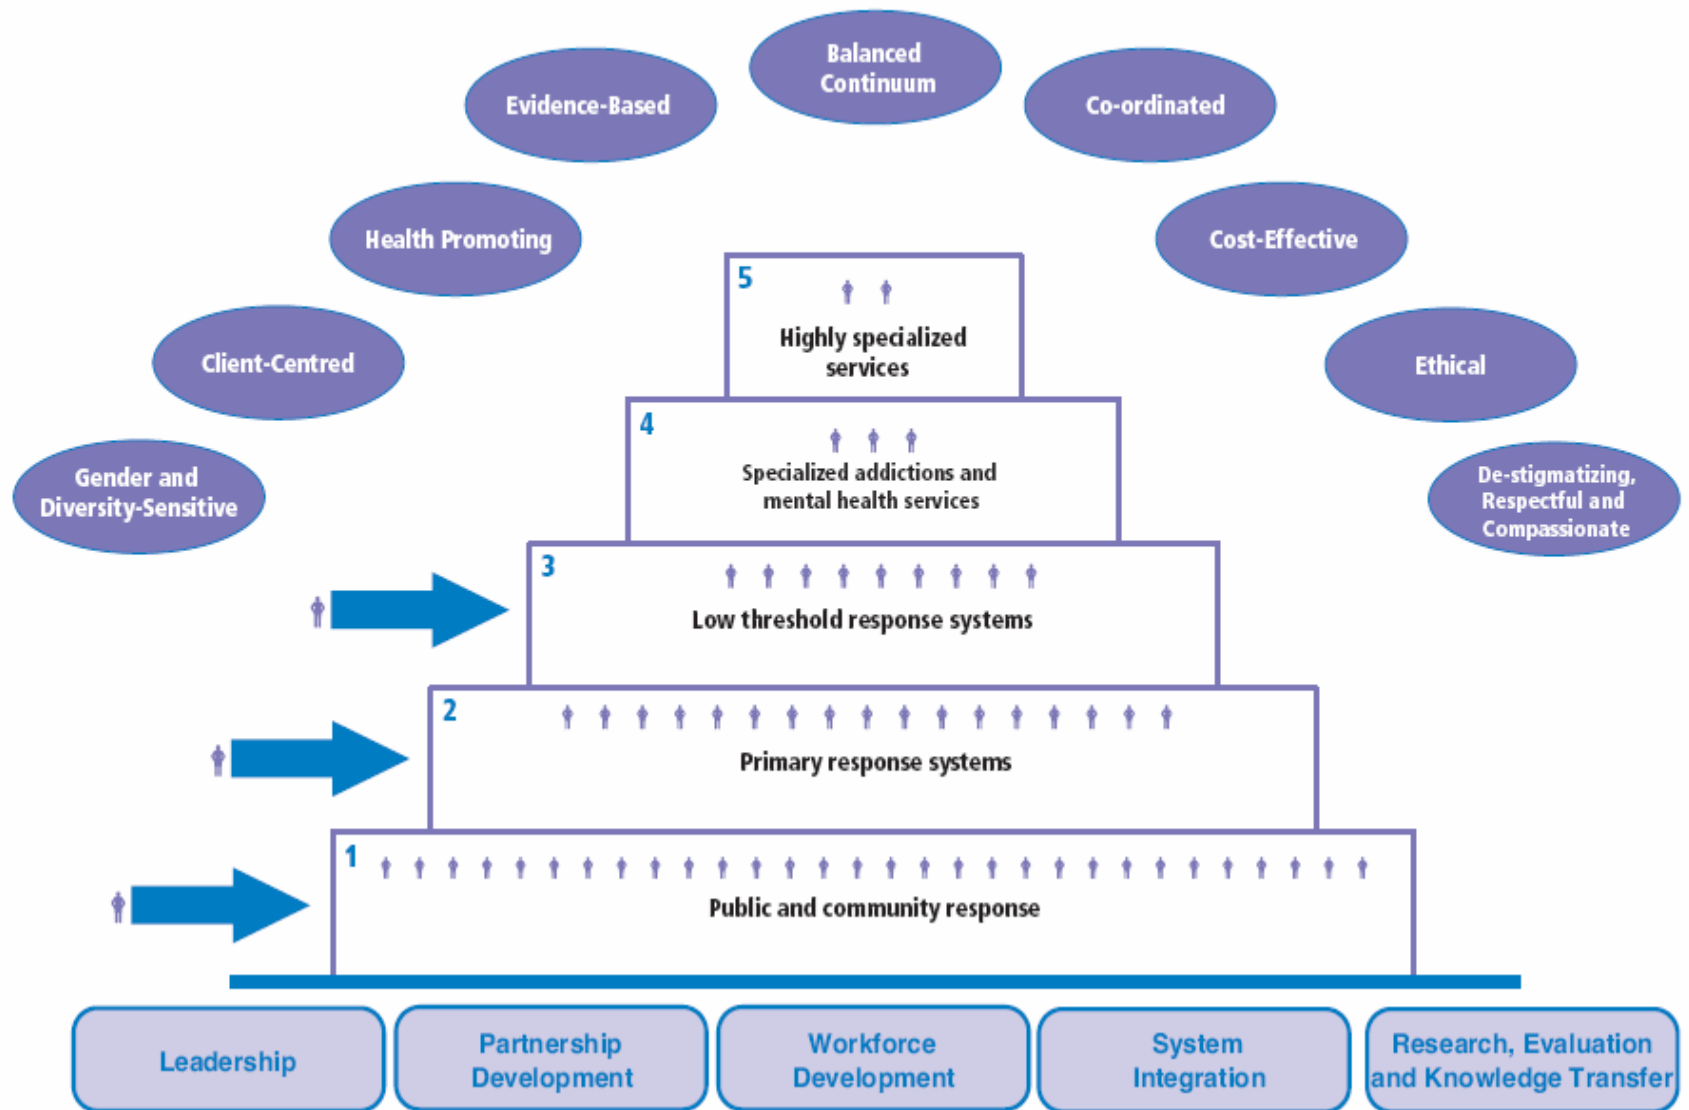 Balanced
Continuum
Evidence-Based
Co-ordinated
Health Promoting
Cost-Effective
Client-Centred
Ethical
Gender and
Diversity-Sensitive
De-stigmatizing,
Respectful and
Compassionate
5
Highly specialized
services
4
Specialized addictions and
mental health services
3
Low threshold response systems
2
Primary response systems
1
Public and community response
Leadership
Partnership
Development
Workforce
Development
System
Integration
Research, Evaluation
and Knowledge Transfer